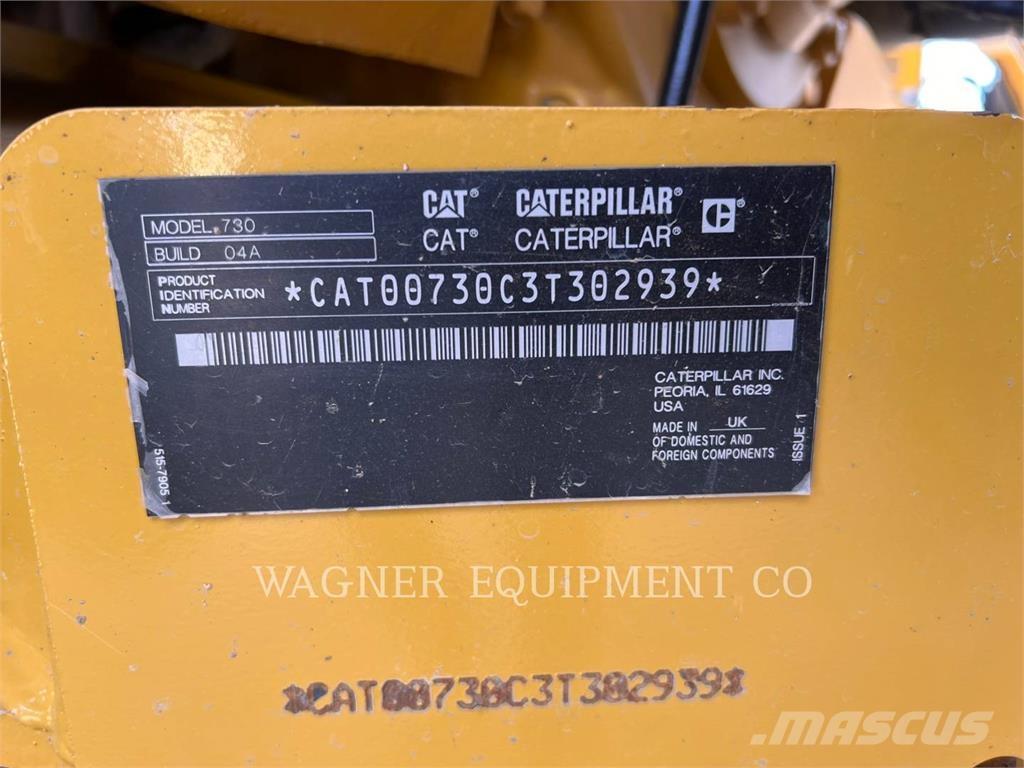 MODEL 730
BUILD 04A
CAT® CATERPILLAR®
CAT® CATERPILLAR®
C®
PRODUCT
IDENTIFICATION
NUMBER
*CAT00730C3T302939*
CATERPILLAR INC.
PEORIA, IL 61629
USA
MADE IN UK
OF DOMESTIC AND
FOREIGN COMPONENTS
ISSUE 1
515-7905 1
WAGNER EQUIPMENT CO
*CAT00730C3T302939*
MASCUS